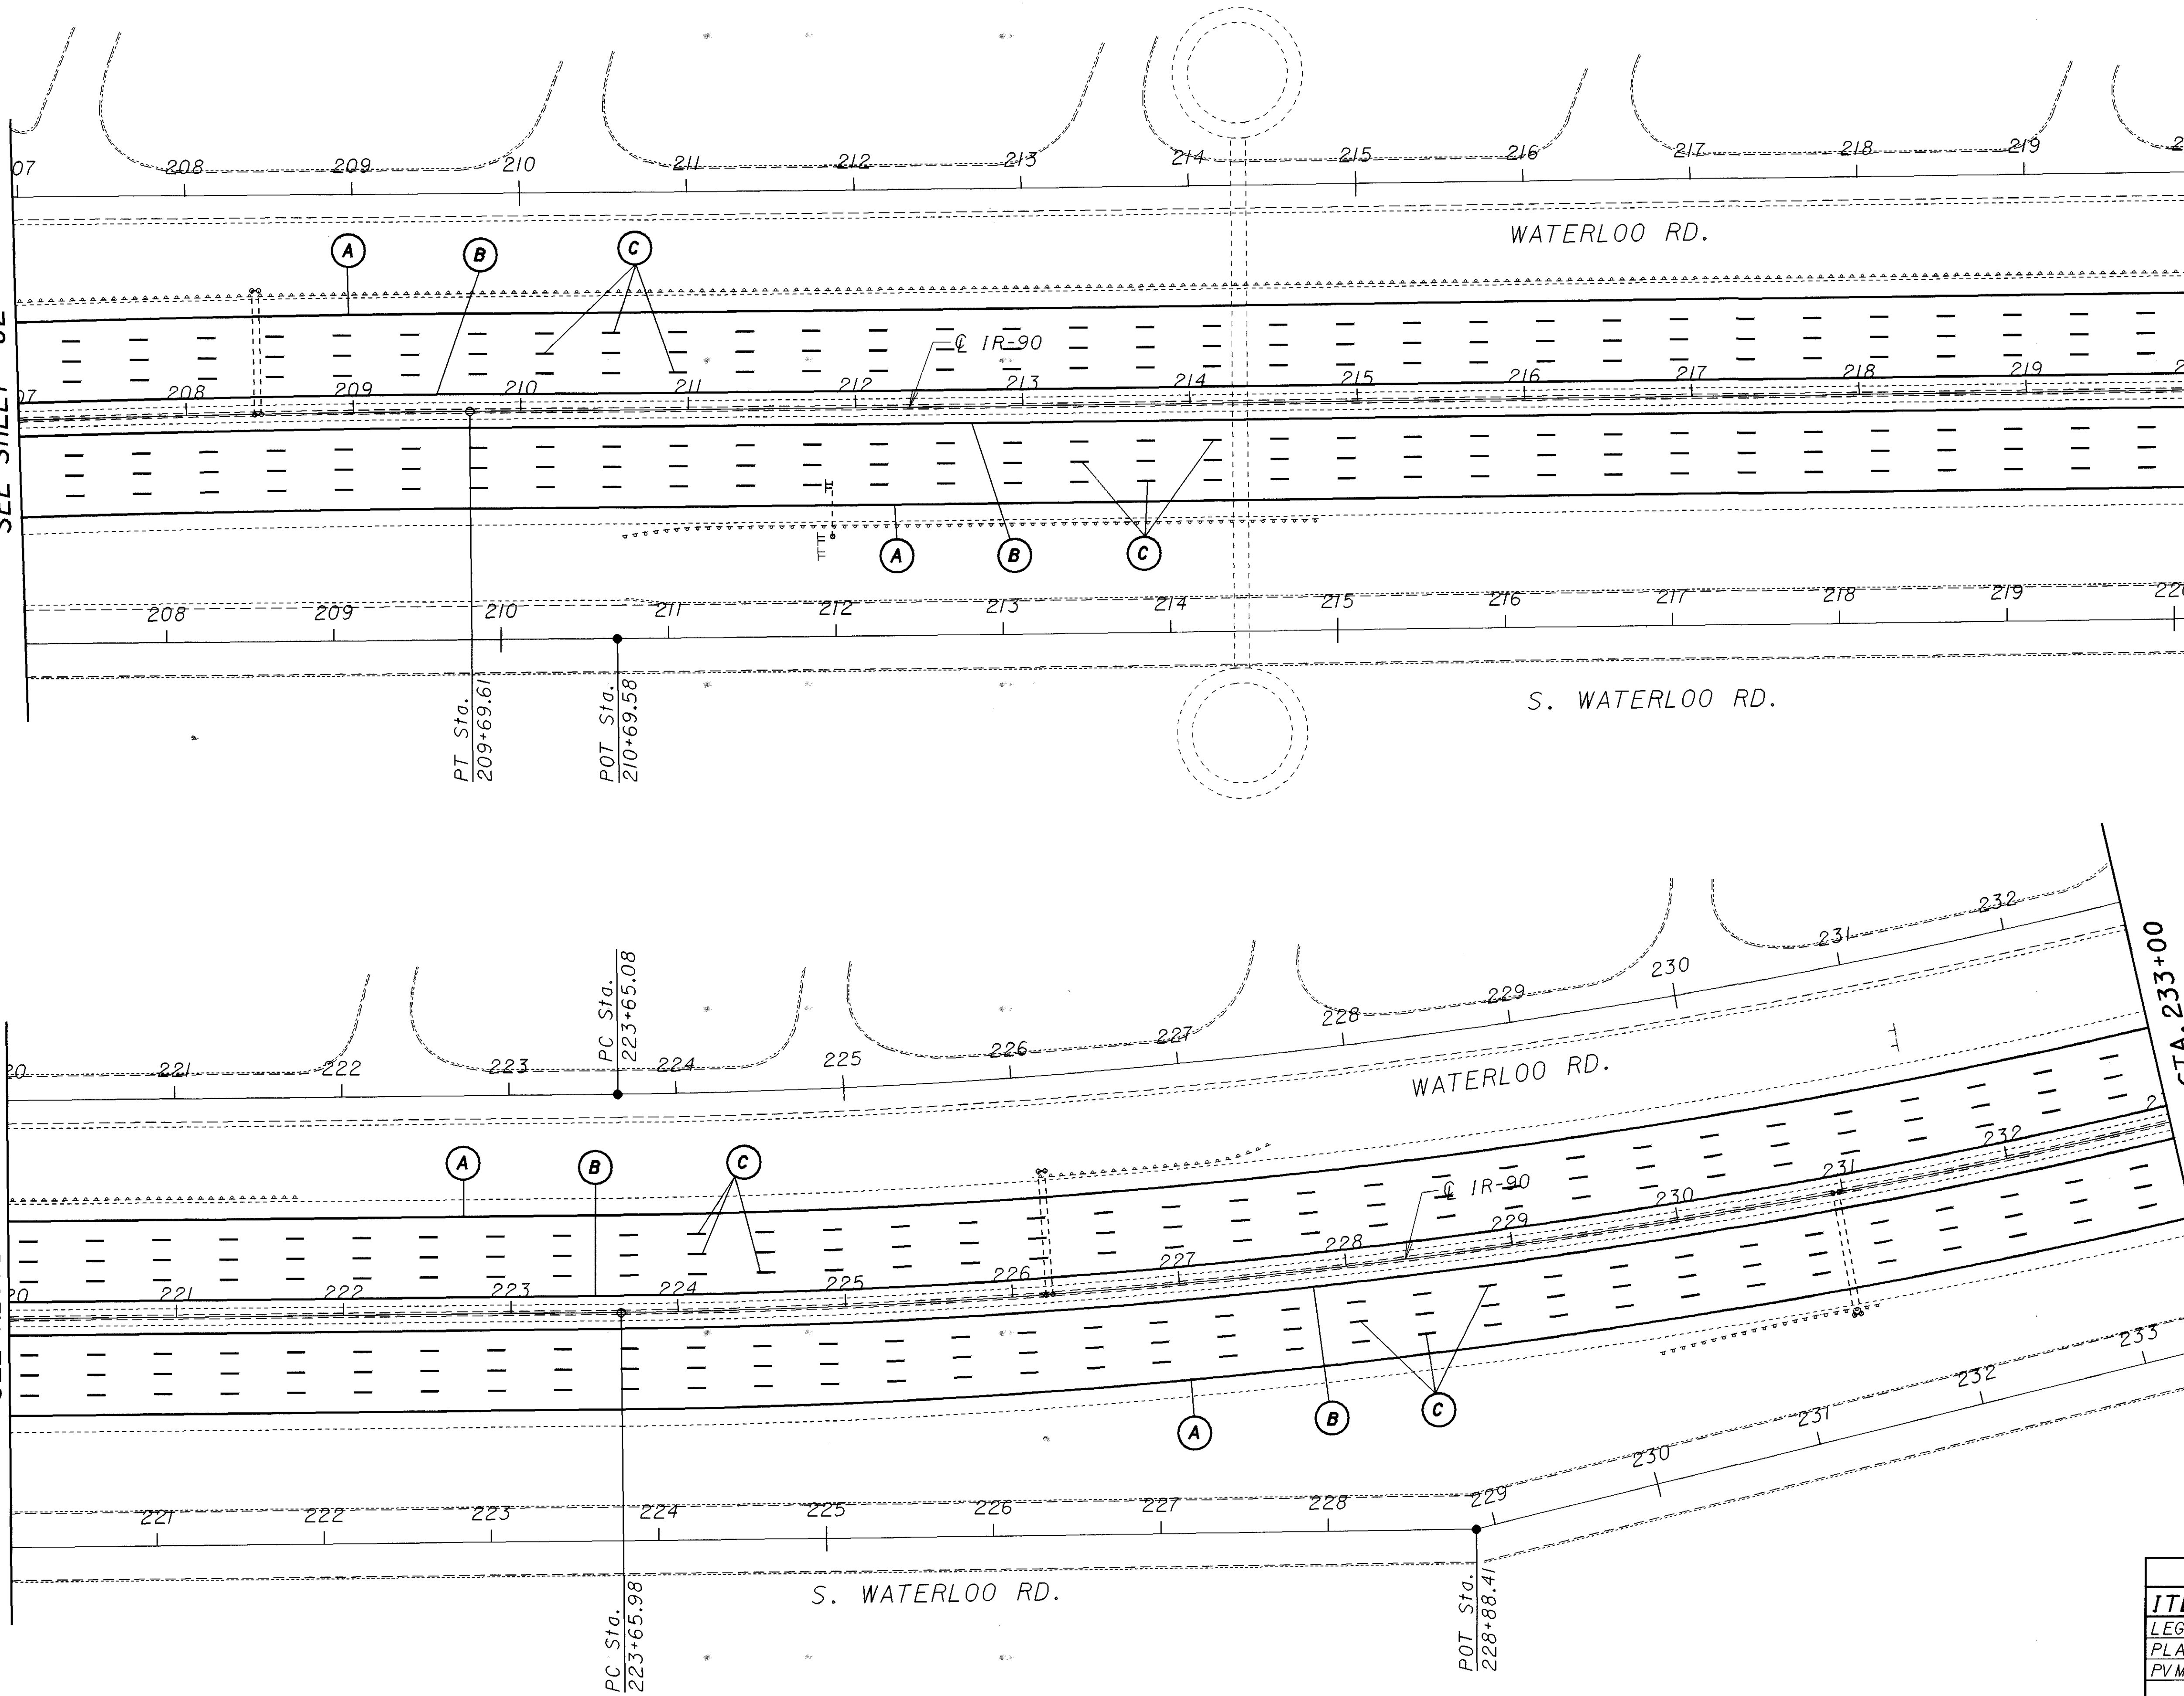 07 208 209 210 211 212 213 214 215 216 217 218 219
WATERLOO RD.
A B C
℄ IR-90
208 209 210 211 212 213 214 215 216 217 218 219
A B C
208 209 210 211 212 213 214 215 216 217 218 219
PT Sta.
209+69.61
POT Sta.
210+69.58
S. WATERLOO RD.
PC Sta.
223+65.08
221 222 223 224 225 226 227 228 229 230 231 232
WATERLOO RD.
STA. 233+00
A B C
℄ IR-90
221 222 223 224 225 226 227 228 229 230 231 232
A B C
221 222 223 224 225 226 227 228 229 230 231 232 233
PC Sta.
223+65.98
S. WATERLOO RD.
POT Sta.
228+88.41